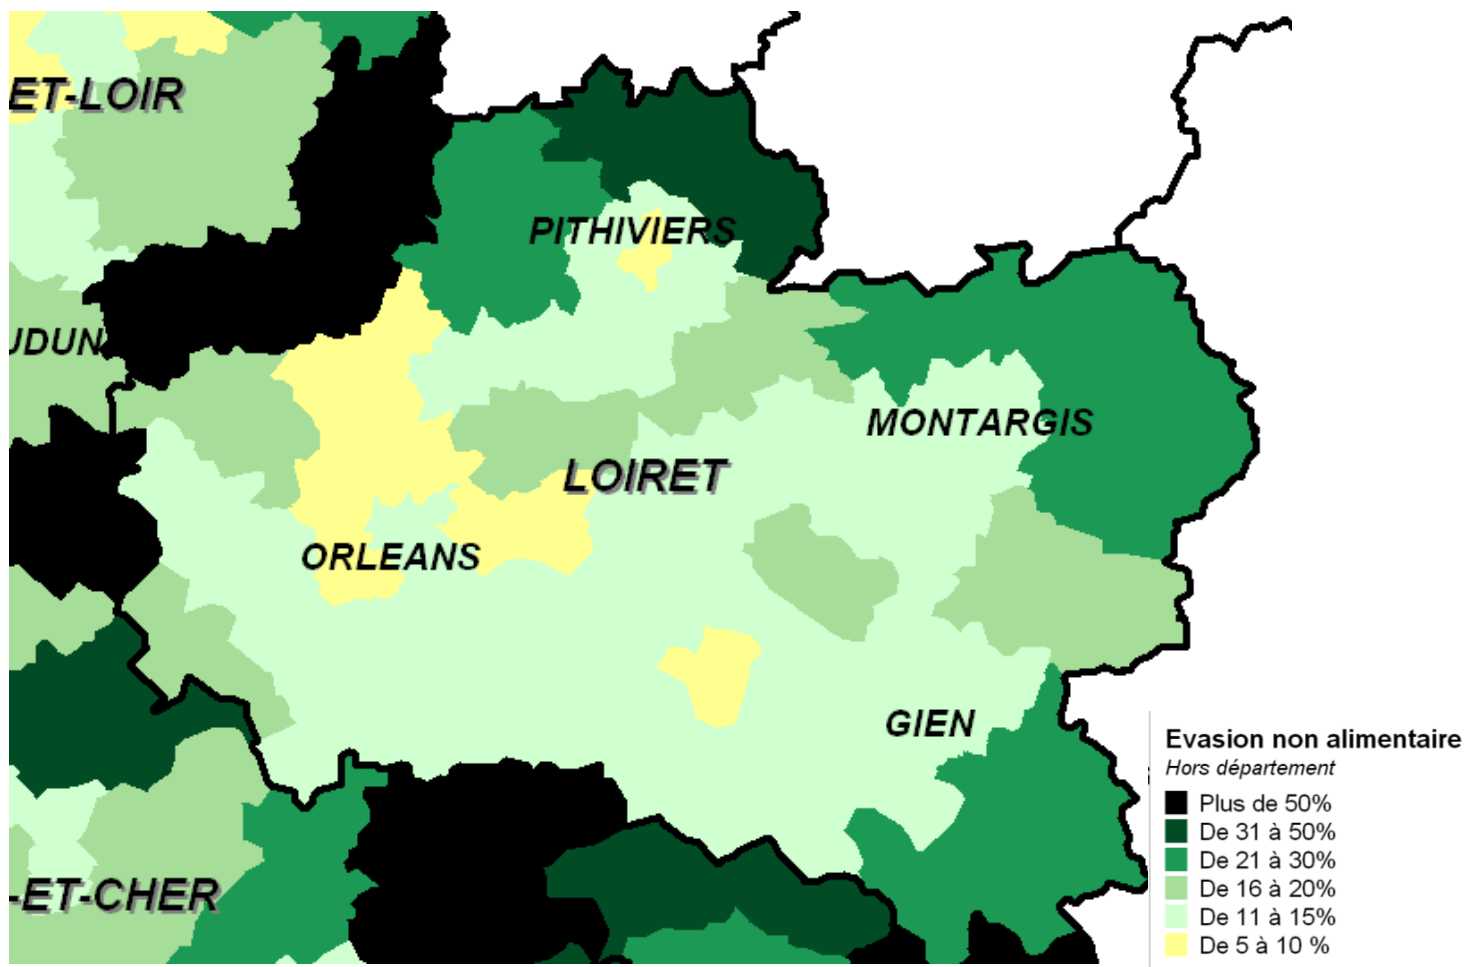 ET-LOIR
PITHIVIERS
UDUN
MONTARGIS
LOIRET
ORLEANS
GIEN
-ET-CHER
Evasion non alimentaire
Hors département
Plus de 50%
De 31 à 50%
De 21 à 30%
De 16 à 20%
De 11 à 15%
De 5 à 10 %